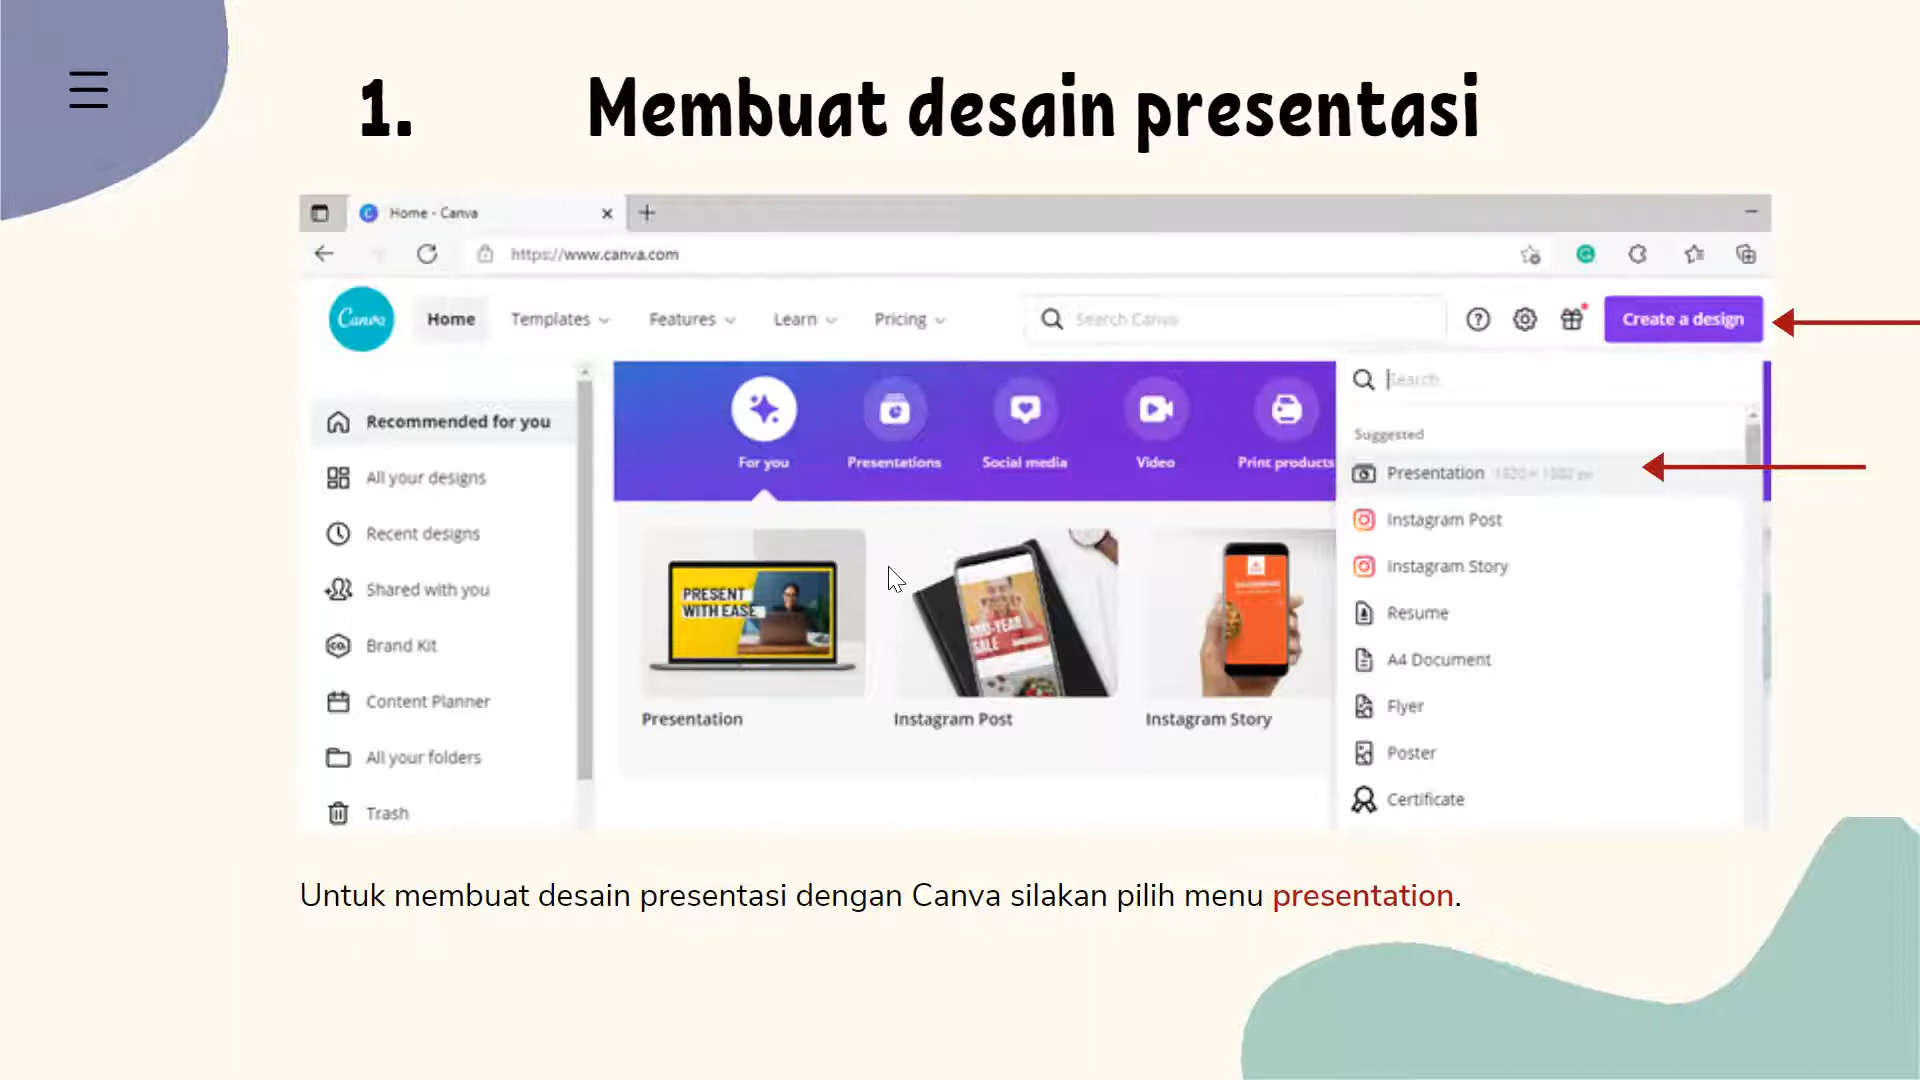 1. Membuat desain presentasi
Home - Canva
https://www.canva.com
Canva
Home
Templates
Features
Learn
Pricing
Search Canva
Create a design
Search
Suggested
Presentation
Instagram Post
Instagram Story
Resume
A4 Document
Flyer
Poster
Certificate
Recommended for you
All your designs
Recent designs
Shared with you
Brand Kit
Content Planner
All your folders
Trash
For you
Presentations
Social media
Video
Print products
PRESENT
WITH EASE
MID-YEAR
SALE
Presentation
Instagram Post
Instagram Story
Untuk membuat desain presentasi dengan Canva silakan pilih menu presentation.